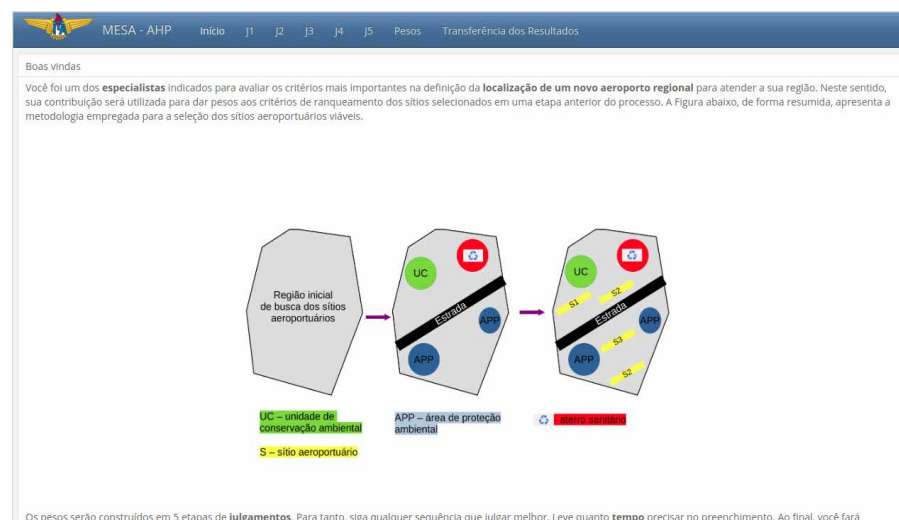 MESA - AHP Início J1 J2 J3 J4 J5 Pesos Transferência dos Resultados
Boas vindas
Você foi um dos especialistas indicados para avaliar os critérios mais importantes na definição da localização de um novo aeroporto regional para atender a sua região. Neste sentido,
sua contribuição será utilizada para dar pesos aos critérios de ranqueamento dos sítios selecionados em uma etapa anterior do processo. A Figura abaixo, de forma resumida, apresenta a
metodologia empregada para a seleção dos sítios aeroportuários viáveis.
Região inicial
de busca dos sítios
aeroportuários
UC
Estrada
APP
APP
UC
S1
S2
Estrada
APP
APP
S3
S2
UC – unidade de
conservação ambiental
S – sítio aeroportuário
APP – área de proteção
ambiental
- aterro sanitário
Os pesos serão construídos em 5 etapas de julgamentos. Para tanto, siga qualquer sequência que julgar melhor. Leve quanto tempo precisar no preenchimento. Ao final, você fará